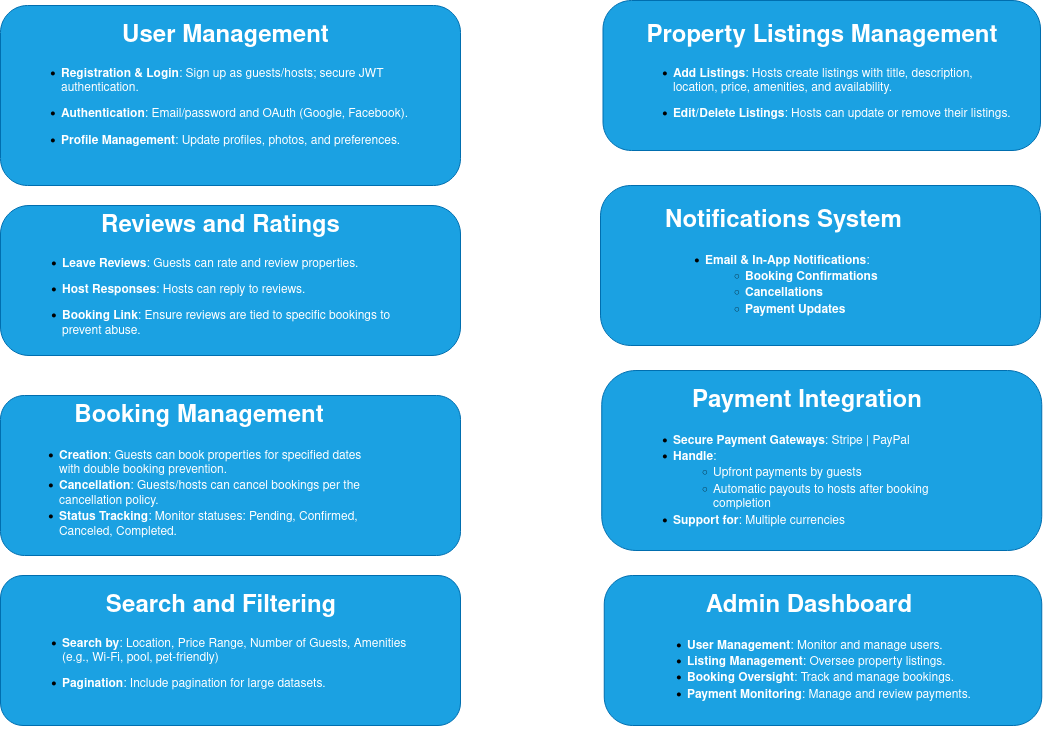 User Management
• Registration & Login: Sign up as guests/hosts; secure JWT
authentication.
• Authentication: Email/password and OAuth (Google, Facebook).
• Profile Management: Update profiles, photos, and preferences.
Property Listings Management
• Add Listings: Hosts create listings with title, description,
location, price, amenities, and availability.
• Edit/Delete Listings: Hosts can update or remove their listings.
Reviews and Ratings
• Leave Reviews: Guests can rate and review properties.
• Host Responses: Hosts can reply to reviews.
• Booking Link: Ensure reviews are tied to specific bookings to
prevent abuse.
Notifications System
• Email & In-App Notifications:
○ Booking Confirmations
○ Cancellations
○ Payment Updates
Booking Management
• Creation: Guests can book properties for specified dates
with double booking prevention.
• Cancellation: Guests/hosts can cancel bookings per the
cancellation policy.
• Status Tracking: Monitor statuses: Pending, Confirmed,
Canceled, Completed.
Payment Integration
• Secure Payment Gateways: Stripe | PayPal
• Handle:
○ Upfront payments by guests
○ Automatic payouts to hosts after booking
completion
• Support for: Multiple currencies
Search and Filtering
• Search by: Location, Price Range, Number of Guests, Amenities
(e.g., Wi-Fi, pool, pet-friendly)
• Pagination: Include pagination for large datasets.
Admin Dashboard
• User Management: Monitor and manage users.
• Listing Management: Oversee property listings.
• Booking Oversight: Track and manage bookings.
• Payment Monitoring: Manage and review payments.